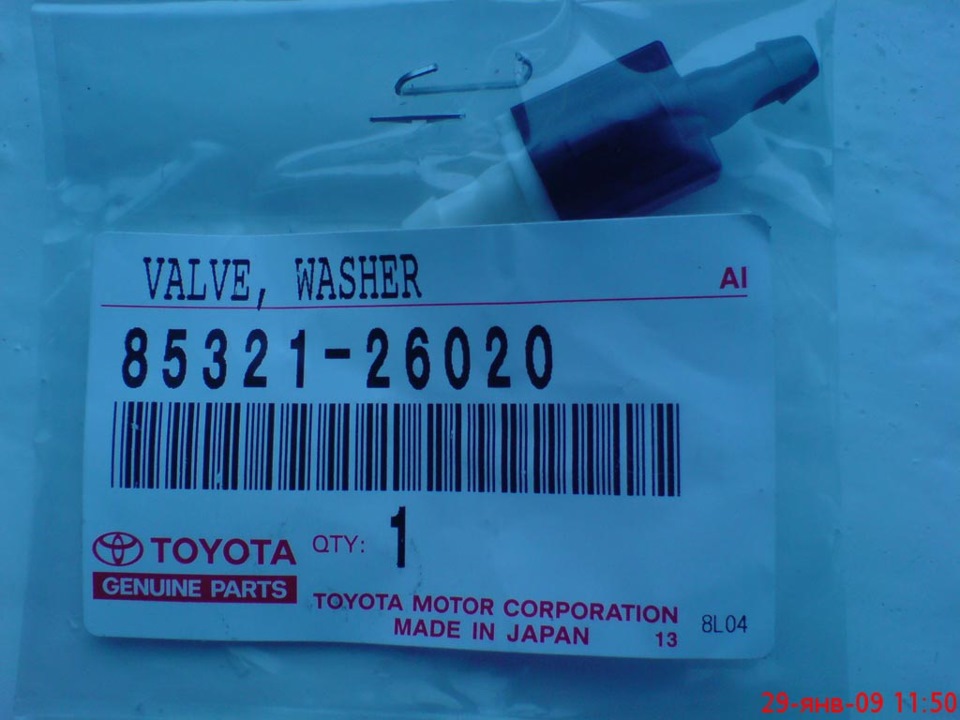 VALVE, WASHER
AI
85321-26020
TOYOTA
QTY: 1
GENUINE PARTS
TOYOTA MOTOR CORPORATION
MADE IN JAPAN 13
8L04
29-янв-09 11:50